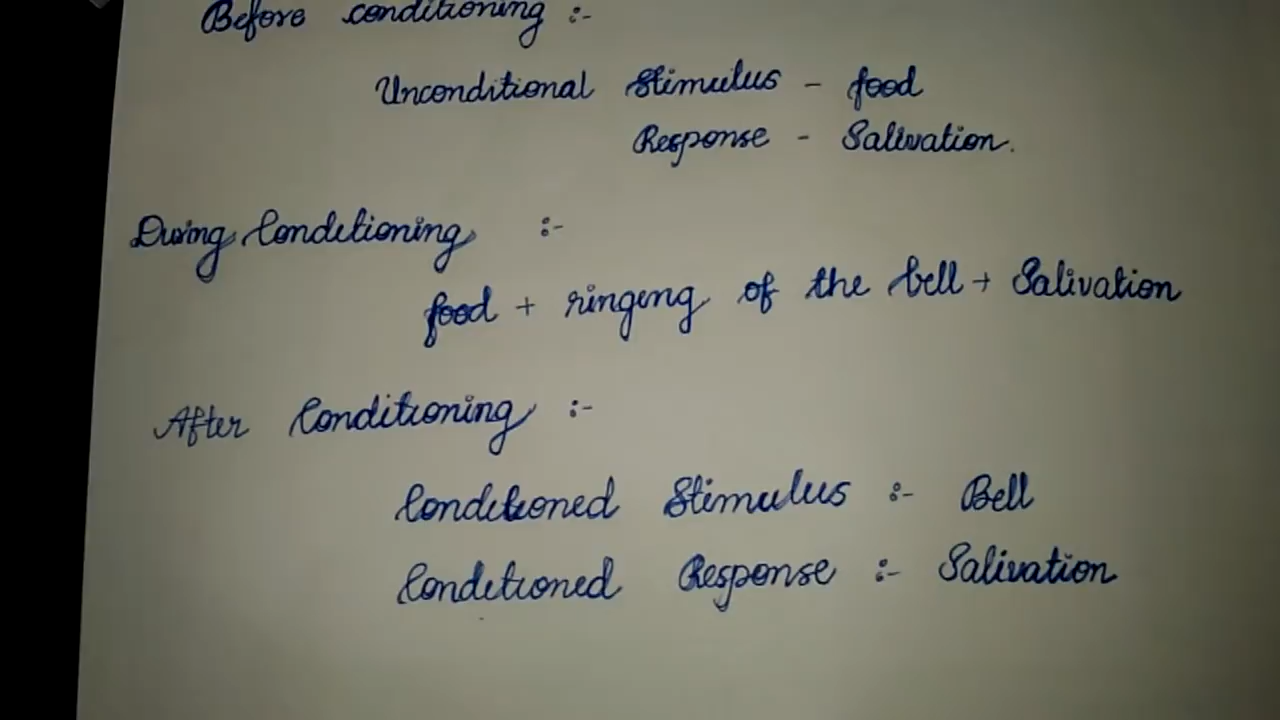 Before conditioning :-
Unconditional Stimulus - food
Response - Salivation.
During Conditioning :-
food + ringing of the bell + Salivation
After Conditioning :-
Conditioned Stimulus :- Bell
Conditioned Response :- Salivation